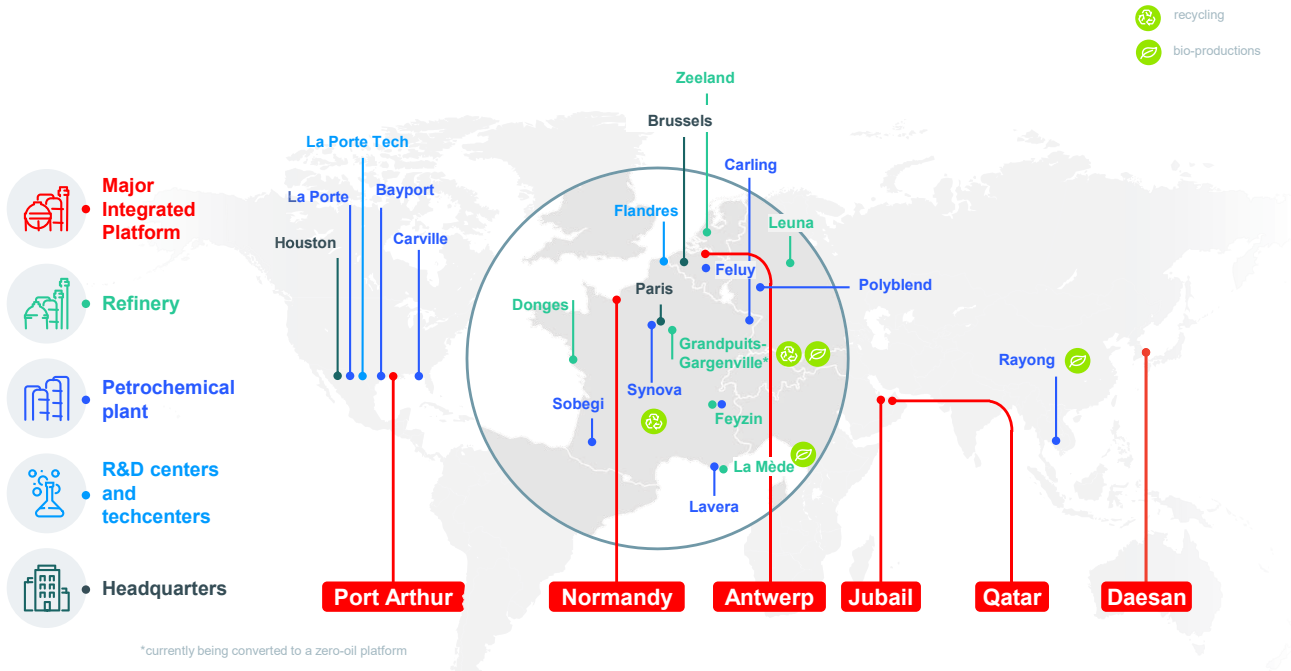 recycling
bio-productions
Zeeland
Brussels
La Porte Tech
Carling
Major
Integrated
Platform
La Porte
Bayport
Flandres
Leuna
Houston
Carville
Feluy
Polyblend
Refinery
Donges
Paris
Grandpuits-
Gargenville*
Rayong
Petrochemical
plant
Synova
Sobegi
Feyzin
R&D centers
and
techcenters
La Mède
Lavera
Headquarters
Port Arthur
Normandy
Antwerp
Jubail
Qatar
Daesan
*currently being converted to a zero-oil platform